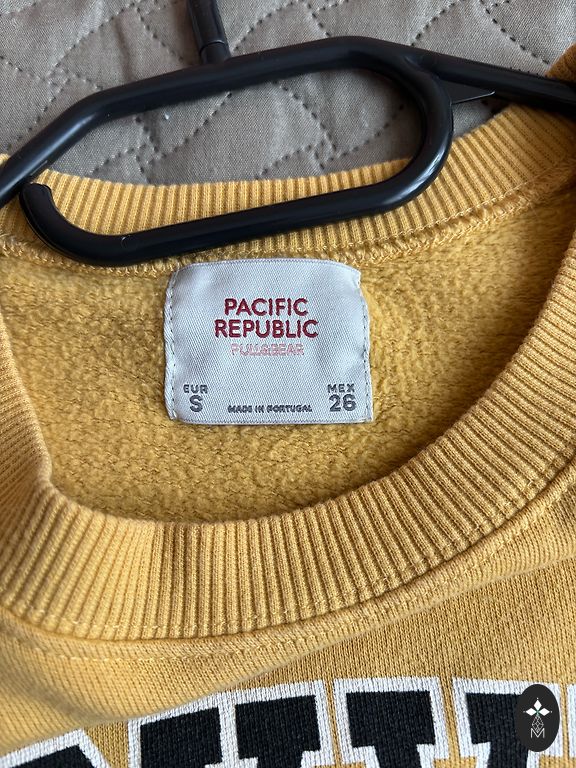 PACIFIC
REPUBLIC
PULL&BEAR
EUR MEX
S MADE IN PORTUGAL 26